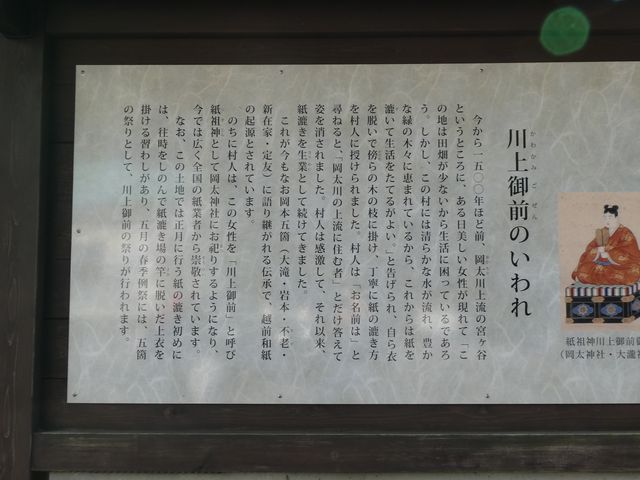 川上御前のいわれ
かわかみごぜん
今から一五〇〇年ほど前、岡太川上流の宮ヶ谷
というところに、ある日美しい女性が現れて「こ
の地は田畑が少ないから生活に困っているであろ
う。しかし、この村には清らかな水が流れ、豊か
な緑の木々に恵まれているから、これからは紙を
漉いて生活をたてるがよい。」と告げられ、自ら衣
を脱いで傍らの木の枝に掛け、丁寧に紙の漉き方
を村人に授けられました。村人は「お名前は」と
尋ねると、「岡太川の上流に住む者」とだけ答えて
姿を消されました。村人は感激して、それ以来、
紙漉きを生業として続けてきました。
これが今もなお岡本五箇（大滝・岩本・不老・
新在家・定友）に語り継がれる伝承で、越前和紙
の起源とされています。
のちに村人は、この女性を「川上御前」と呼び
紙祖神として岡太神社にお祀りするようになり、
今では広く全国の紙業者から崇敬されています。
なお、この土地では正月に行う紙の漉き初めに
は、往時をしのんで紙漉き場の竿に脱いだ上衣を
掛ける習わしがあり、五月の春季例祭には、五箇
の祭りとして、川上御前の祭りが行われます。
紙祖神川上御前御
（岡太神社・大瀧